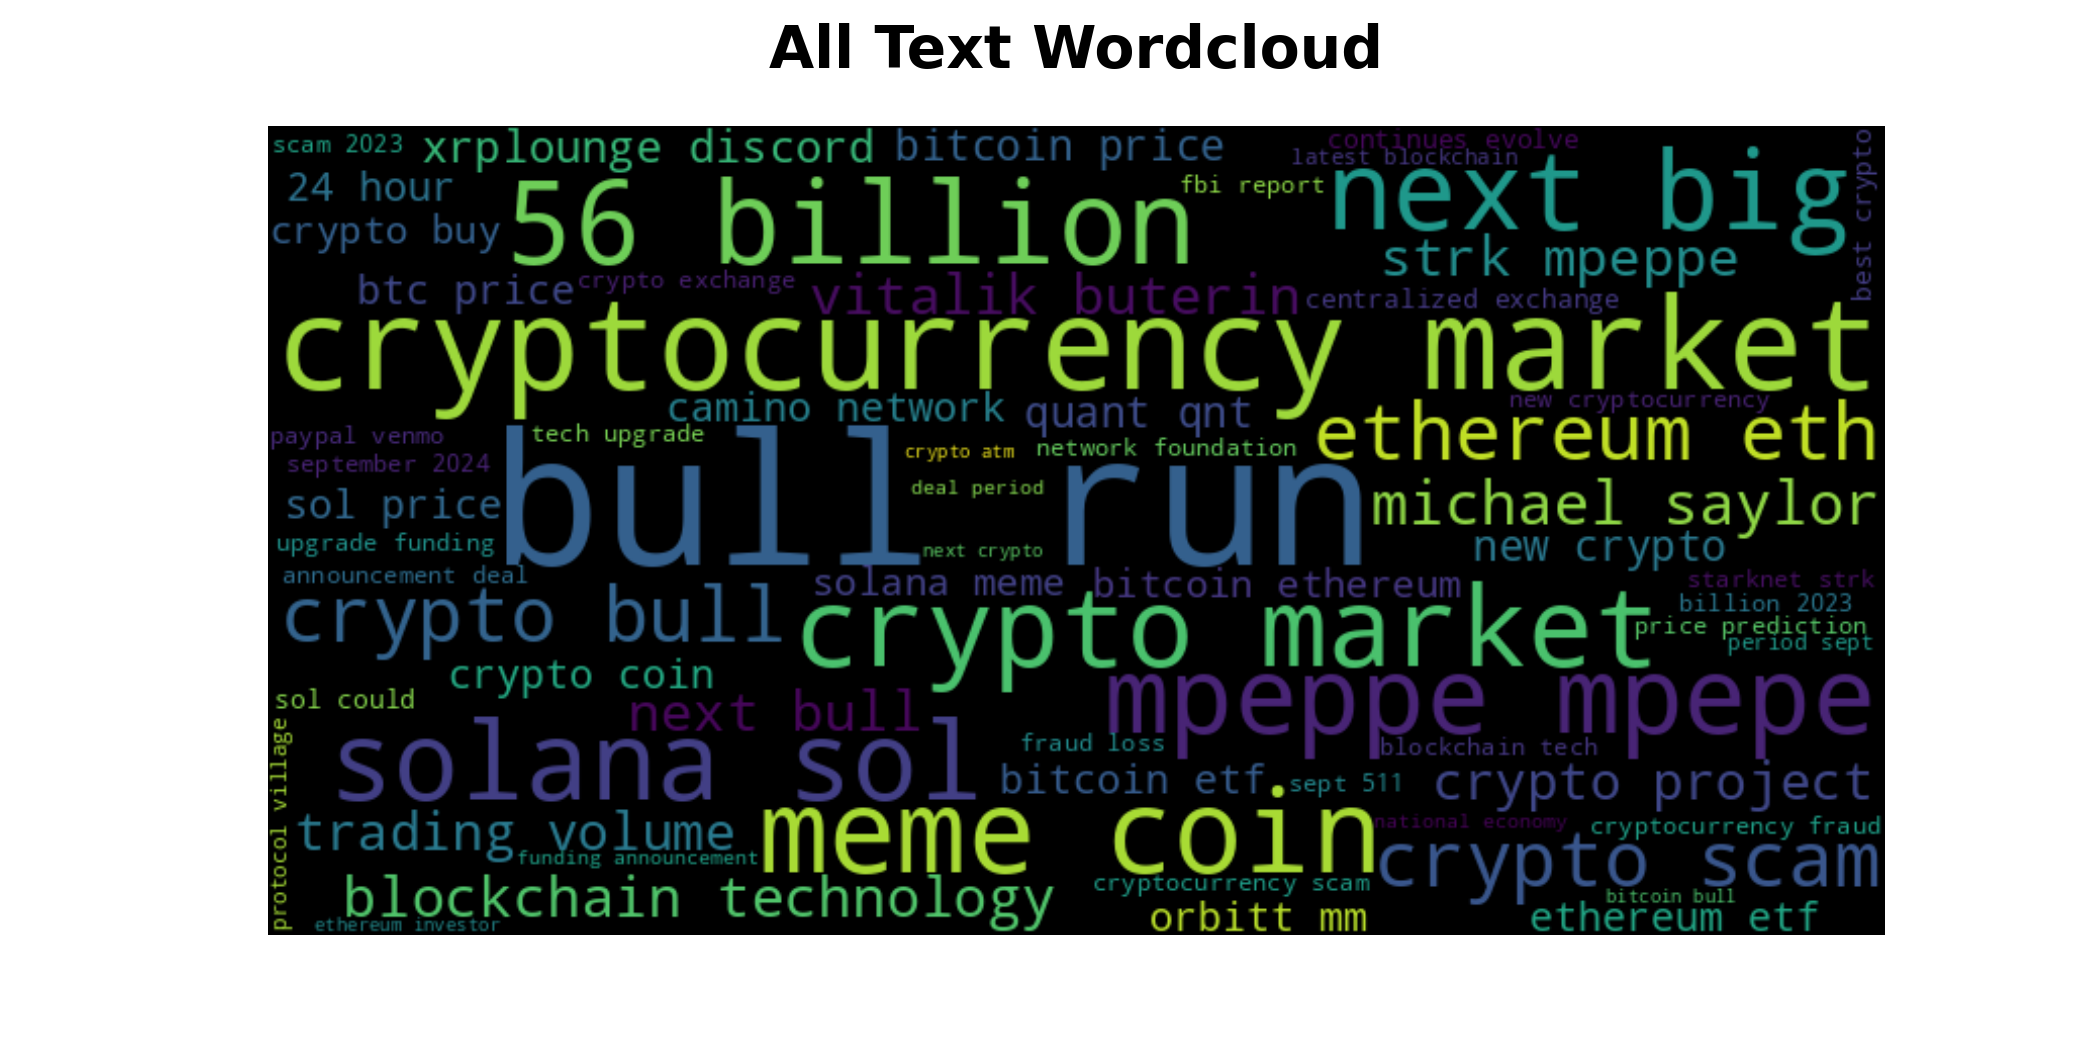 All Text Wordcloud
scam 2023
xrplounge discord
bitcoin price
continues evolve
latest blockchain
best crypto
24 hour
56 billion
fbi report
next big
crypto buy
strk mpeppe
btc price
crypto exchange
vitalik buterin
centralized exchange
cryptocurrency market
camino network
quant qnt
new cryptocurrency
ethereum eth
paypal venmo
tech upgrade
crypto atm
network foundation
september 2024
bull run
deal period
michael saylor
sol price
upgrade funding
next crypto
new crypto
announcement deal
solana meme
bitcoin ethereum
starknet strk
crypto bull
crypto market
billion 2023
price prediction
period sept
crypto coin
mpeppe mpepe
sol could
next bull
protocol village
solana sol
fraud loss
blockchain tech
bitcoin etf
sept 511
crypto project
trading volume
meme coin
national economy
cryptocurrency fraud
funding announcement
crypto scam
blockchain technology
cryptocurrency scam
bitcoin bull
ethereum investor
orbitt mm
ethereum etf